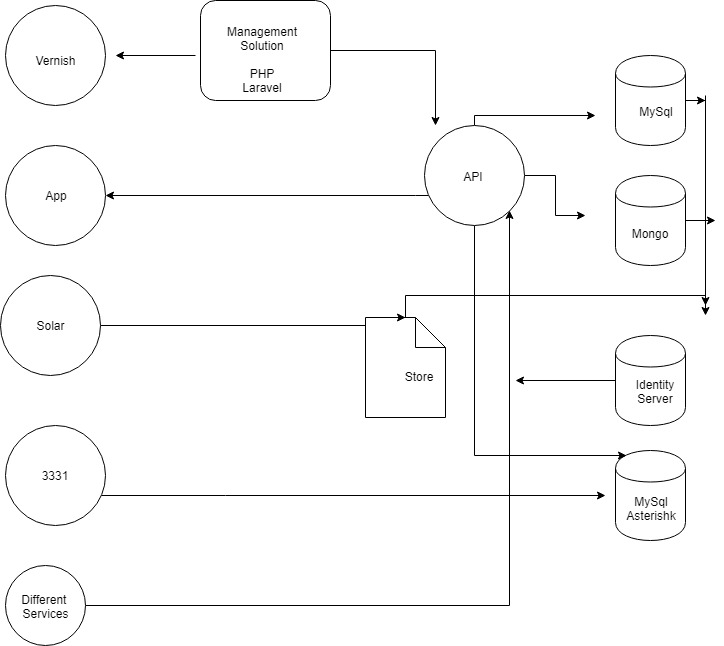 Vernish
Management
Solution
PHP
Laravel
MySql
App
API
Mongo
Solar
Store
Identity
Server
3331
MySql
Asterishk
Different
Services